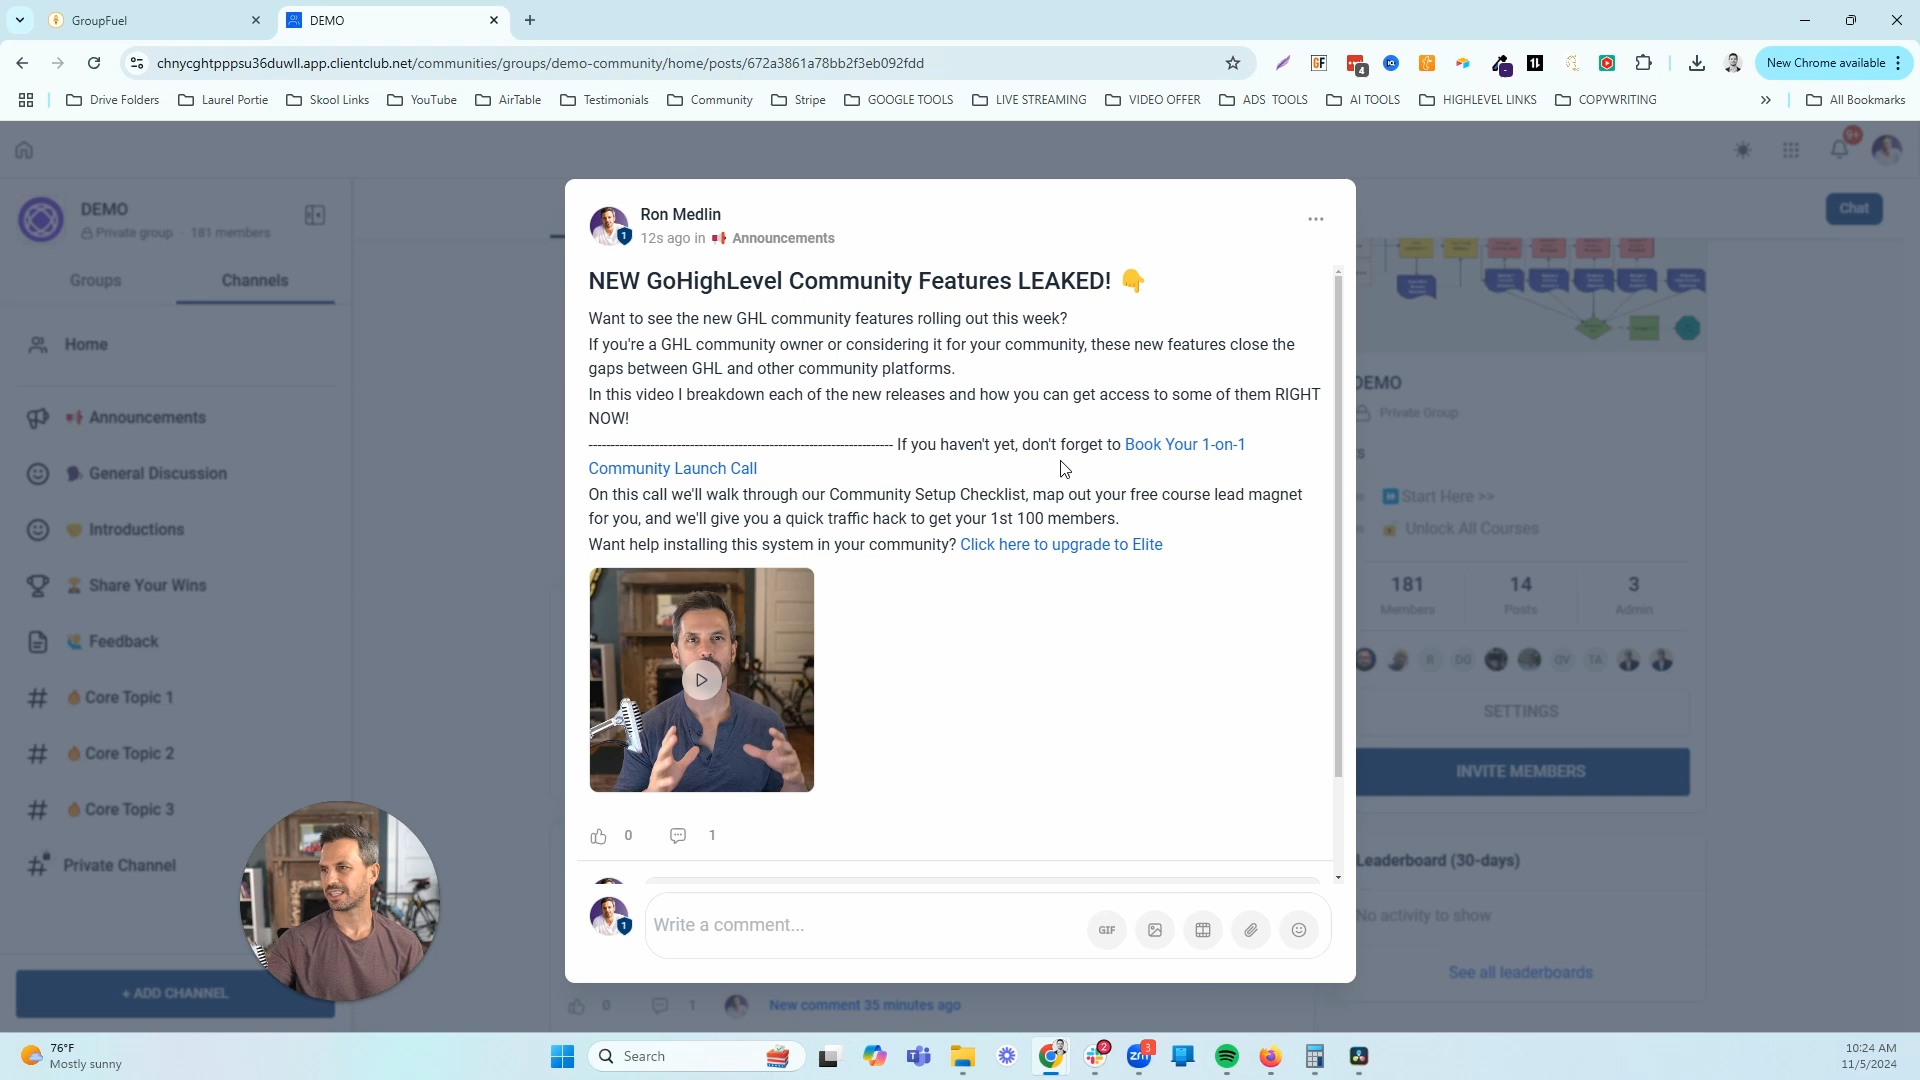 GroupFuel
DEMO
chnycghtpppsu36duwll.app.clientclub.net/communities/groups/demo-community/home/posts/672a3861a78bb2f3eb092fdd
GF
4
New Chrome available
Drive Folders
Laurel Portie
Skool Links
YouTube
AirTable
Testimonials
Community
Stripe
GOOGLE TOOLS
LIVE STREAMING
VIDEO OFFER
ADS TOOLS
AI TOOLS
HIGHLEVEL LINKS
COPYWRITING
All Bookmarks
9+
DEMO
Private group · 181 members
Chat
Groups
Channels
Home
Announcements
General Discussion
Introductions
Share Your Wins
Feedback
Core Topic 1
Core Topic 2
Core Topic 3
Private Channel
+ ADD CHANNEL
Ron Medlin
1
12s ago in Announcements
NEW GoHighLevel Community Features LEAKED! 👇
Want to see the new GHL community features rolling out this week?
If you're a GHL community owner or considering it for your community, these new features close the
gaps between GHL and other community platforms.
In this video I breakdown each of the new releases and how you can get access to some of them RIGHT
NOW!
--------------------------------------------------------------------- If you haven't yet, don't forget to Book Your 1-on-1
Community Launch Call
On this call we'll walk through our Community Setup Checklist, map out your free course lead magnet
for you, and we'll give you a quick traffic hack to get your 1st 100 members.
Want help installing this system in your community? Click here to upgrade to Elite
0
1
1
Write a comment...
GIF
0
1
New comment 35 minutes ago
DEMO
Private Group
Start Here >>
Unlock All Courses
181
Members
14
Posts
3
Admin
R
DG
TA
SETTINGS
INVITE MEMBERS
Leaderboard (30-days)
No activity to show
See all leaderboards
76°F
Mostly sunny
Search
2
3
10:24 AM
11/5/2024